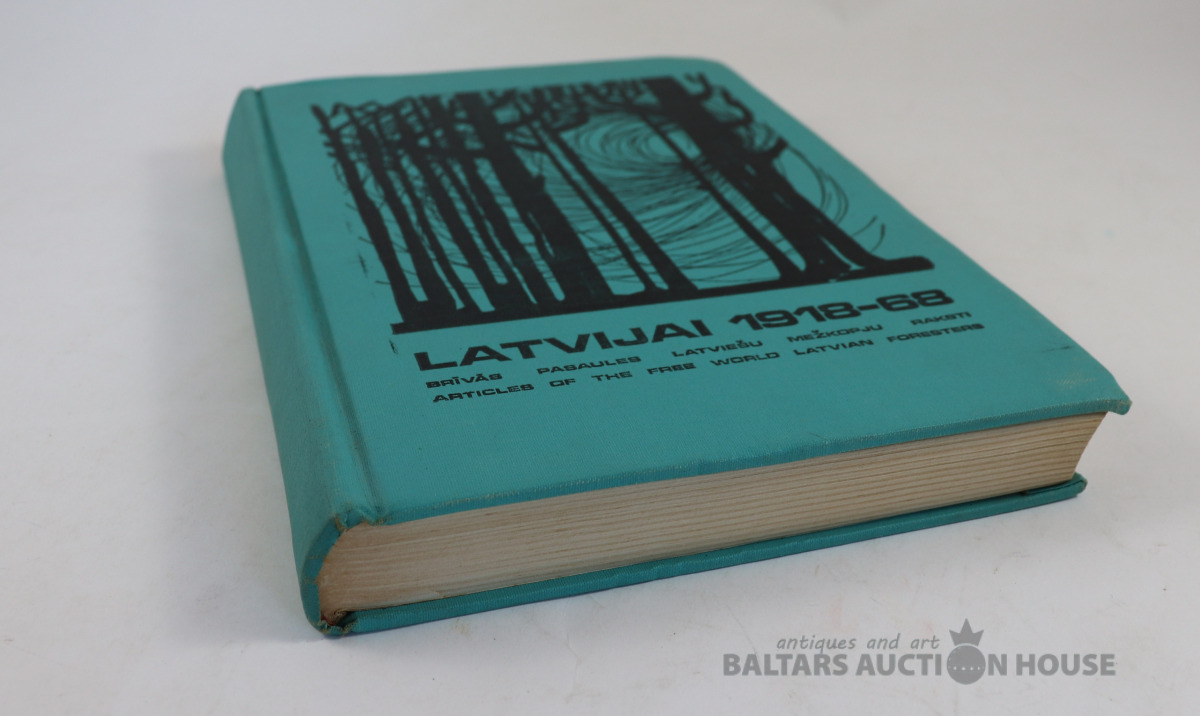 LATVIJAI 1918-68
BRĪVĀS PASAULES LATVIEŠU MEŽKOPJU RAKSTI
ARTICLES OF THE FREE WORLD LATVIAN FORESTERS
antiques and art
BALTARS AUCTION HOUSE